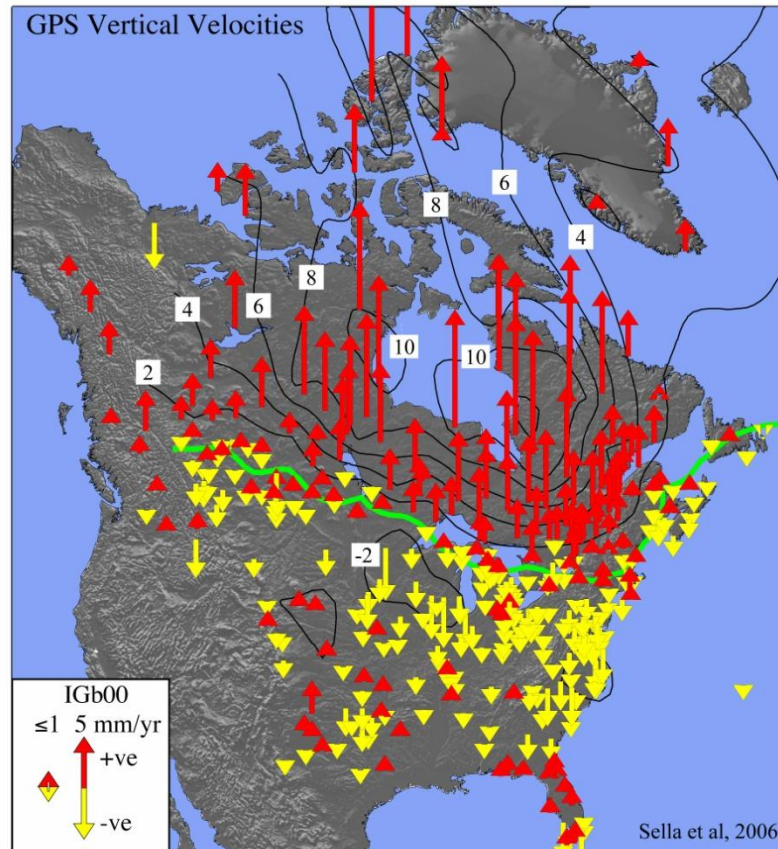 GPS Vertical Velocities
6
8
4
8
6
4
10
10
2
-2
IGb00
≤1 5 mm/yr
+ve
-ve
Sella et al, 2006